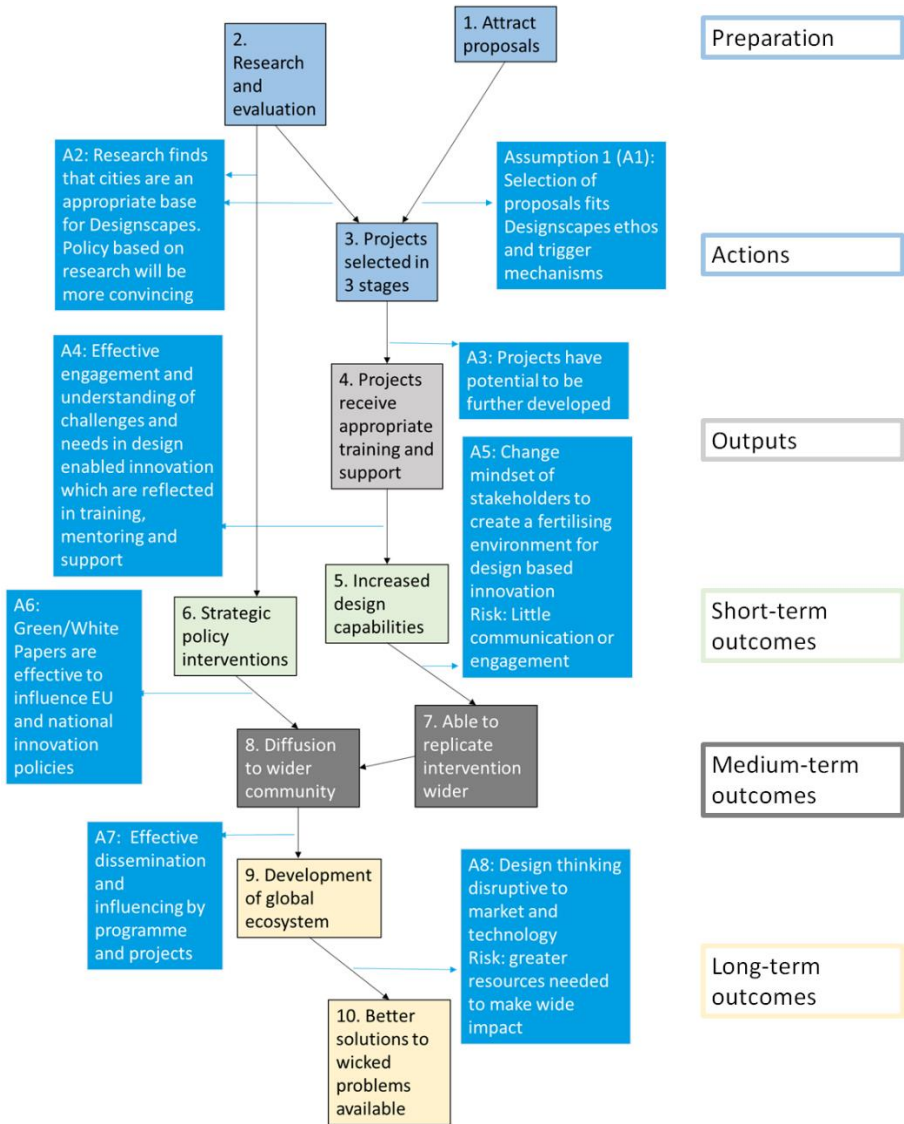 1. Attract
proposals
2.
Research
and
evaluation
Preparation
A2: Research finds
that cities are an
appropriate base
for Designscapes.
Policy based on
research will be
more convincing
Assumption 1 (A1):
Selection of
proposals fits
Designscapes ethos
and trigger
mechanisms
3. Projects
selected in
3 stages
Actions
A4: Effective
engagement and
understanding of
challenges and
needs in design
enabled innovation
which are reflected
in training,
mentoring and
support
A3: Projects have
potential to be
further developed
4. Projects
receive
appropriate
training and
support
Outputs
A5: Change
mindset of
stakeholders to
create a fertilising
environment for
design based
innovation
Risk: Little
communication or
engagement
5. Increased
design
capabilities
6. Strategic
policy
interventions
Short-term
outcomes
A6:
Green/White
Papers are
effective to
influence EU
and national
innovation
policies
7. Able to
replicate
intervention
wider
8. Diffusion
to wider
community
Medium-term
outcomes
A7:  Effective
dissemination
and
influencing by
programme
and projects
9. Development
of global
ecosystem
A8: Design thinking
disruptive to
market and
technology
Risk: greater
resources needed
to make wide
impact
Long-term
outcomes
10. Better
solutions to
wicked
problems
available